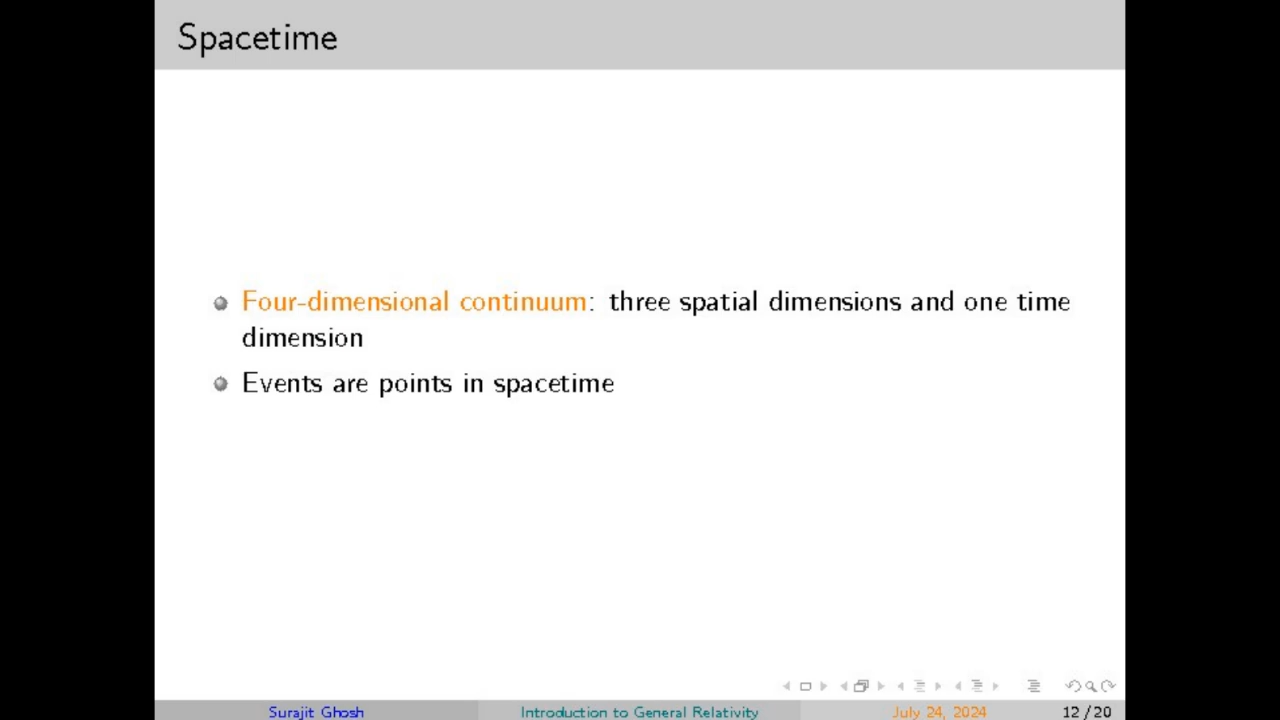 Spacetime
Four-dimensional continuum: three spatial dimensions and one time
dimension
Events are points in spacetime
Surajit Ghosh
Introduction to General Relativity
July 24, 2024
12 / 20